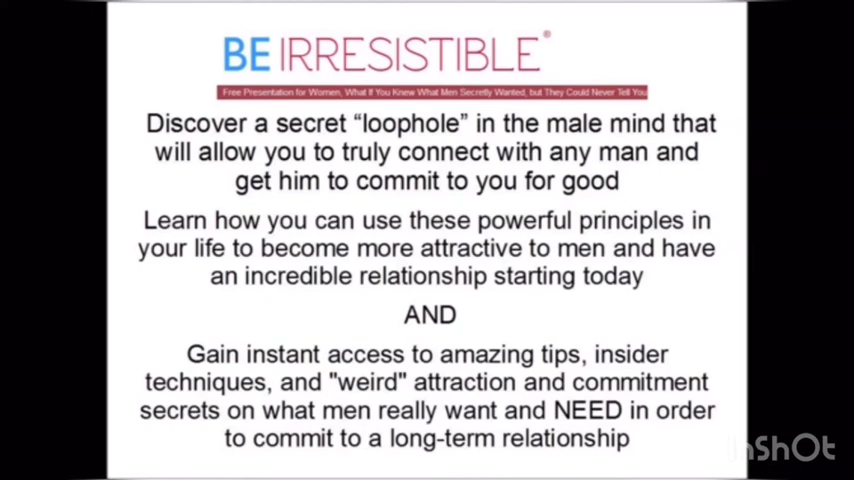 BE IRRESISTIBLE®
Free Presentation for Women, What If You Knew What Men Secretly Wanted, but They Could Never Tell You
Discover a secret “loophole” in the male mind that
will allow you to truly connect with any man and
get him to commit to you for good
Learn how you can use these powerful principles in
your life to become more attractive to men and have
an incredible relationship starting today
AND
Gain instant access to amazing tips, insider
techniques, and "weird" attraction and commitment
secrets on what men really want and NEED in order
to commit to a long-term relationship
InShOt